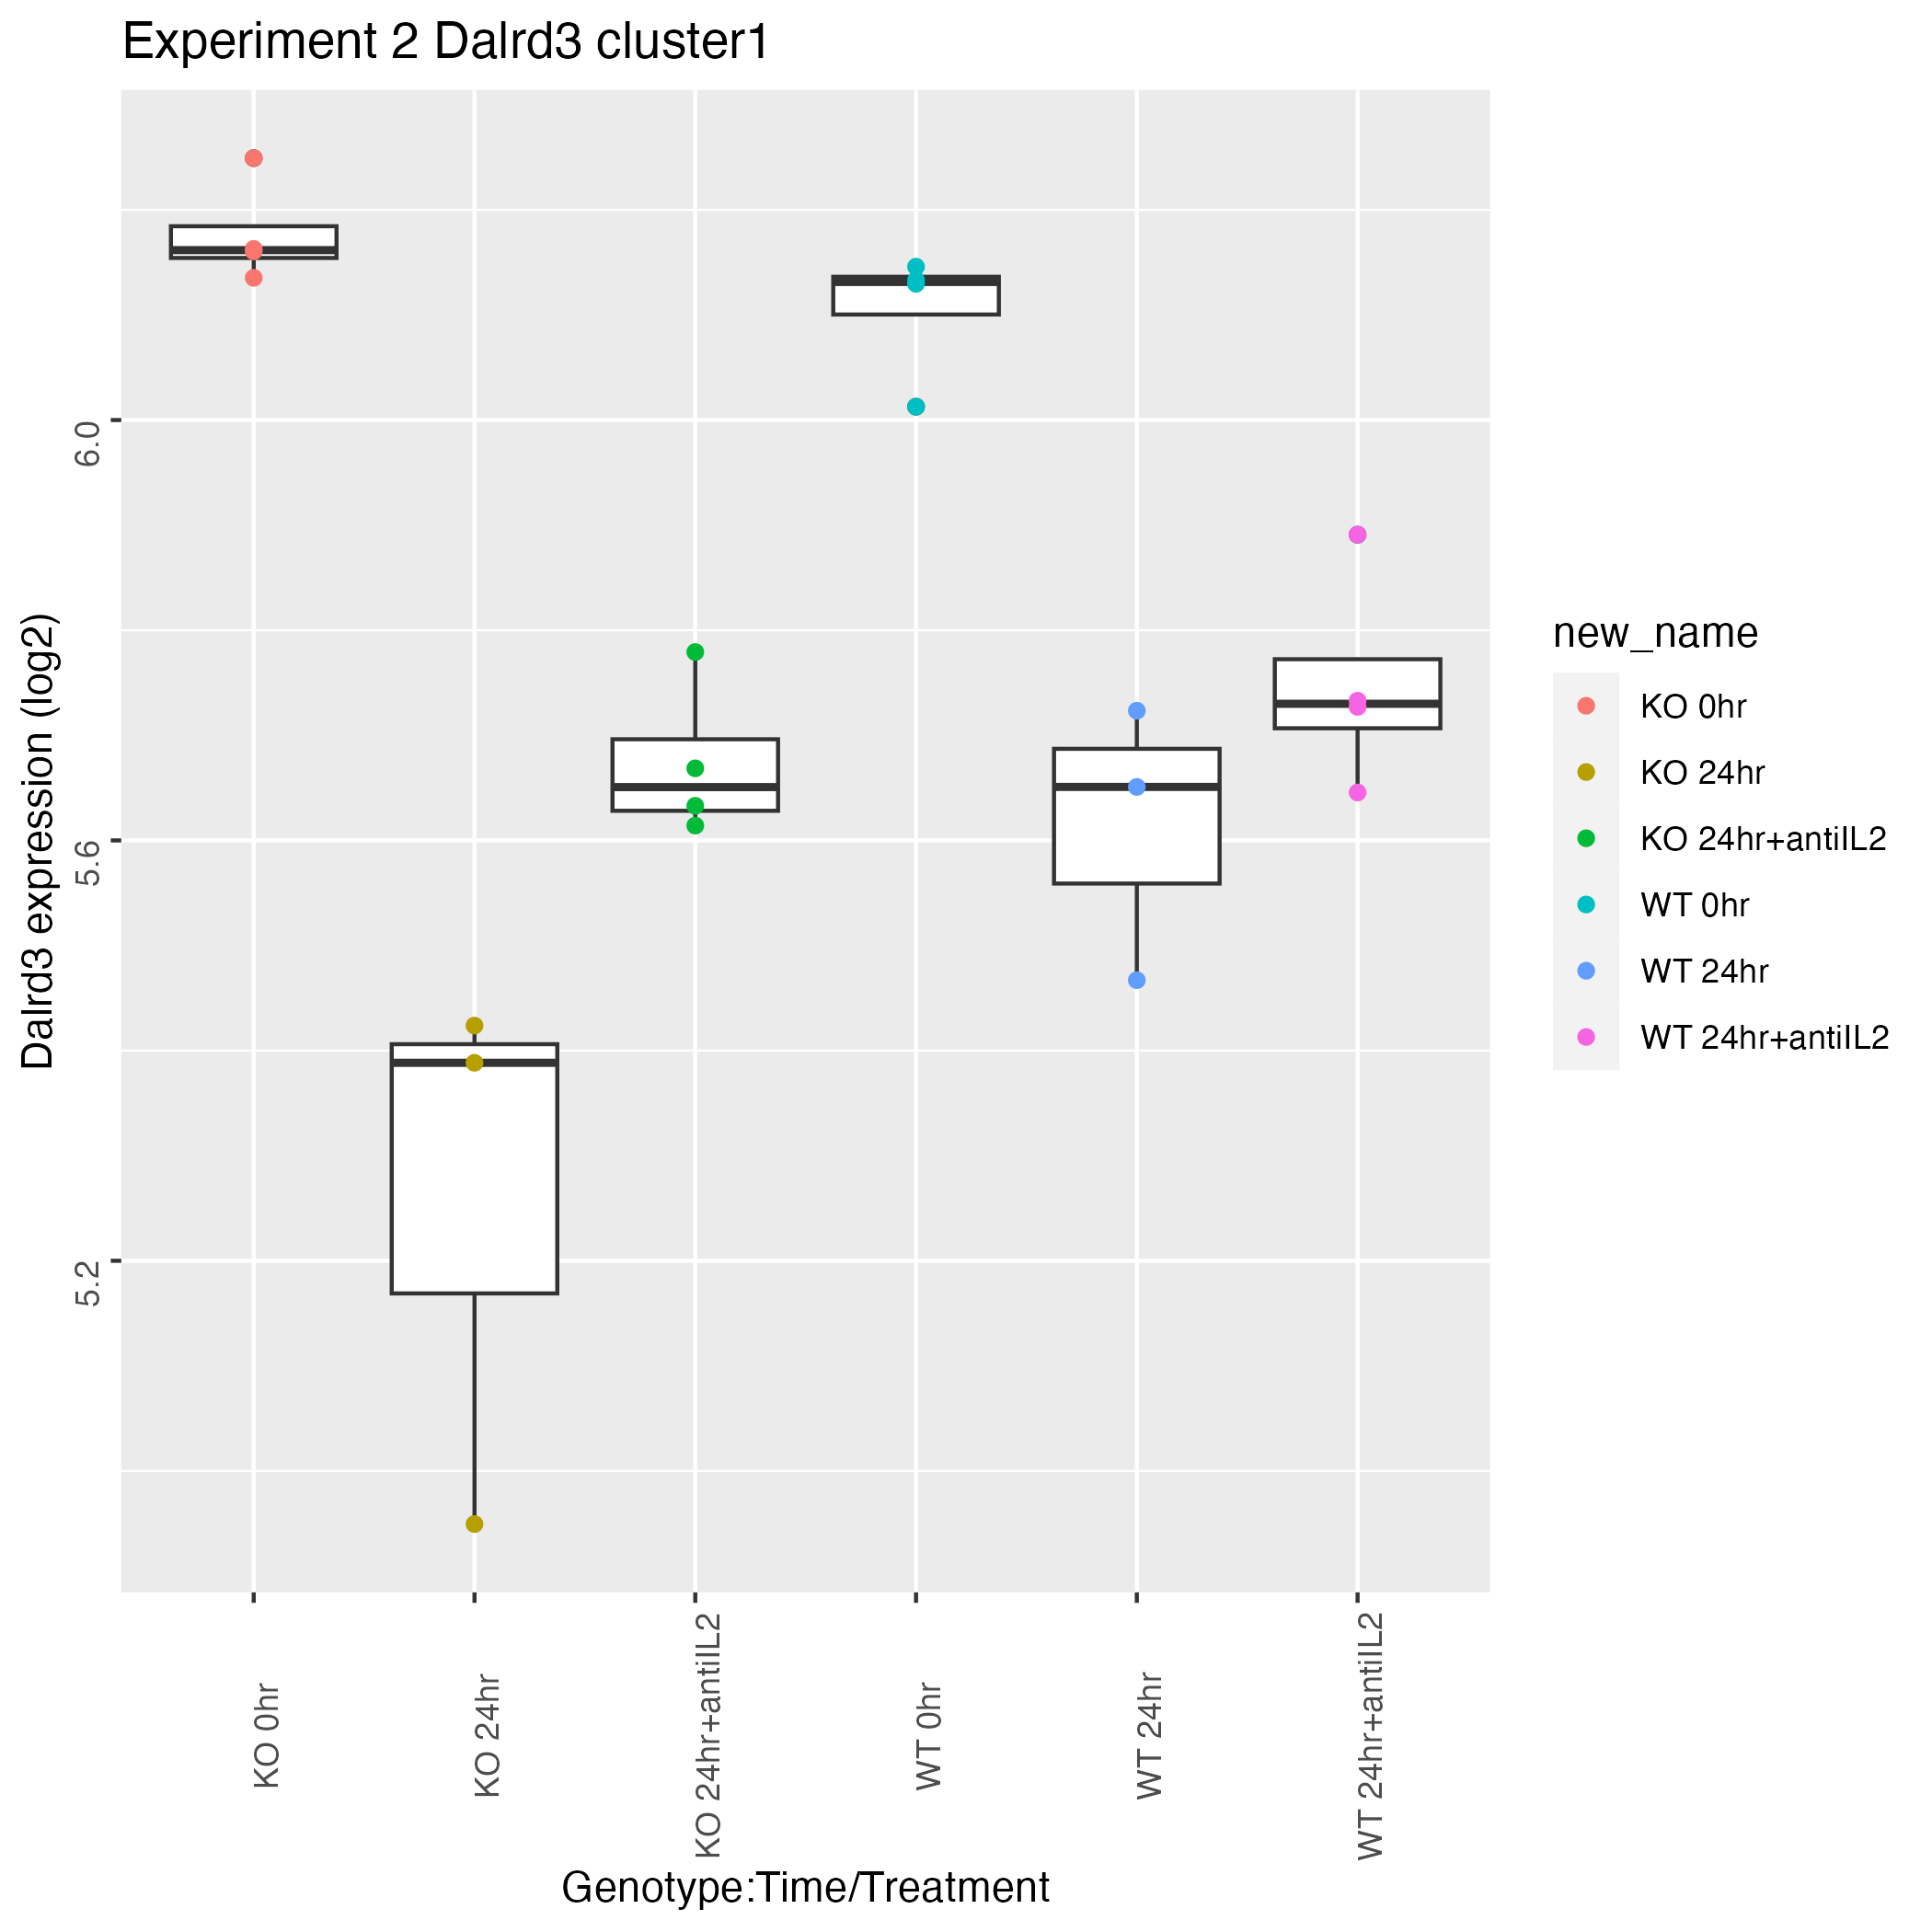 Experiment 2 Dalrd3 cluster1
Dalrd3 expression (log2)
6.0
5.6
5.2
KO 0hr
KO 24hr
KO 24hr+antiIL2
WT 0hr
WT 24hr
WT 24hr+antiIL2
Genotype:Time/Treatment
new_name
KO 0hr
KO 24hr
KO 24hr+antiIL2
WT 0hr
WT 24hr
WT 24hr+antiIL2